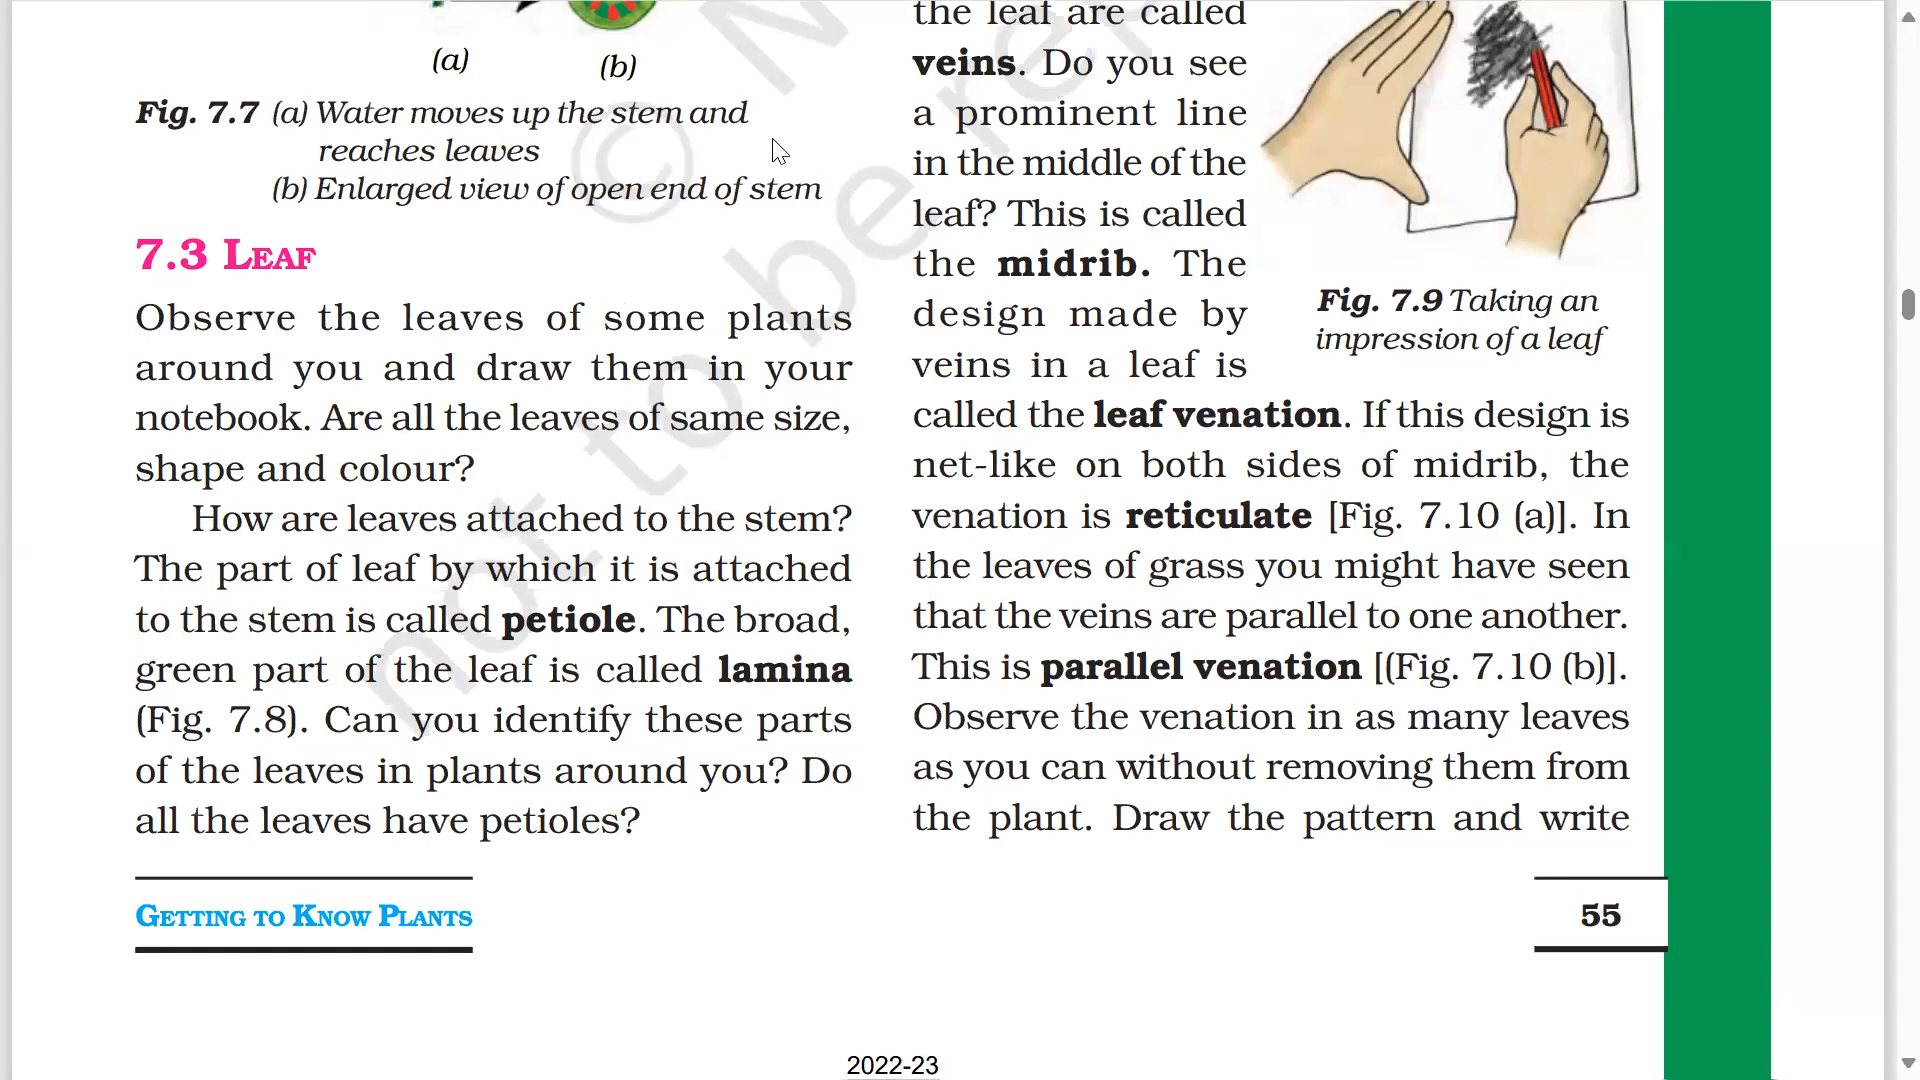 (a)
(b)
Fig. 7.7 (a) Water moves up the stem and
reaches leaves
(b) Enlarged view of open end of stem
7.3 LEAF
Observe the leaves of some plants
around you and draw them in your
notebook. Are all the leaves of same size,
shape and colour?
How are leaves attached to the stem?
The part of leaf by which it is attached
to the stem is called petiole. The broad,
green part of the leaf is called lamina
(Fig. 7.8). Can you identify these parts
of the leaves in plants around you? Do
all the leaves have petioles?
the leaf are called
veins. Do you see
a prominent line
in the middle of the
leaf? This is called
the midrib. The
design made by
veins in a leaf is
called the leaf venation. If this design is
net-like on both sides of midrib, the
venation is reticulate [Fig. 7.10 (a)]. In
the leaves of grass you might have seen
that the veins are parallel to one another.
This is parallel venation [(Fig. 7.10 (b)].
Observe the venation in as many leaves
as you can without removing them from
the plant. Draw the pattern and write
Fig. 7.9 Taking an
impression of a leaf
GETTING TO KNOW PLANTS
55
2022-23
not to be